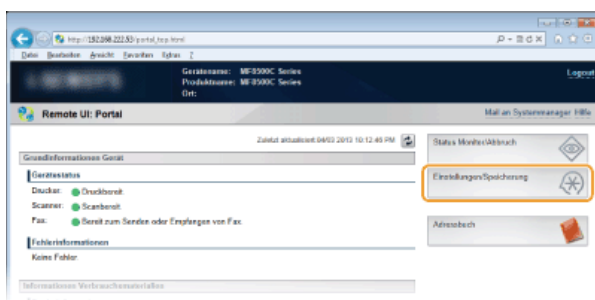 http://192.168.222.53/portal_top.html
Datei Bearbeiten Ansicht Favoriten Extras ?
Gerätename: MF8500C Series
Produktname: MF8500C Series
Ort:
Logout
Remote UI: Portal
Mail an Systemmanager Hilfe
Zuletzt aktualisiert 04/03 2013 10:12:46 PM
Grundinformationen Gerät
Gerätestatus
Drucker: Druckbereit.
Scanner: Scanbereit.
Fax: Bereit zum Senden oder Empfangen von Fax.
Fehlerinformationen
Keine Fehler.
Informationen Verbrauchsmaterialien
Status Monitor/Abbruch
Einstellungen/Speicherung
Adressbuch